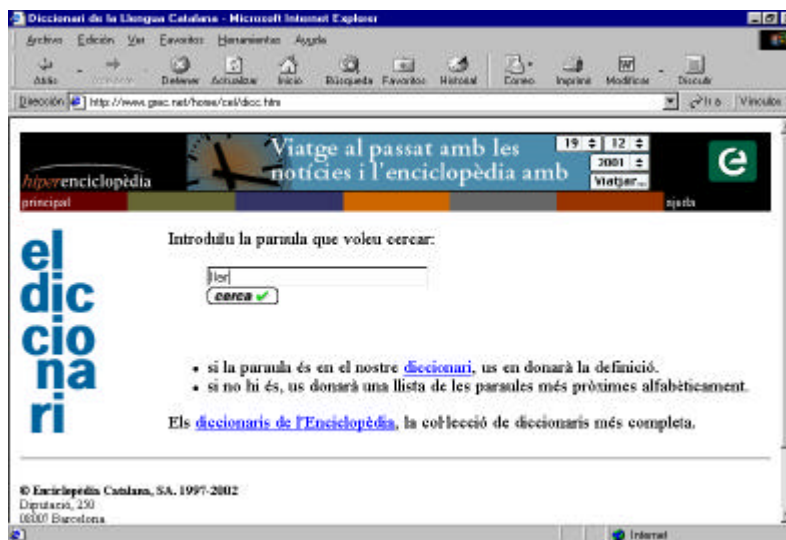 Diccionari de la Llengua Catalana - Microsoft Internet Explorer
Archivo Edición Ver Favoritos Herramientas Ayuda
Atrás Detener Actualizar Inicio Búsqueda Favoritos Historial Correo Imprimir Modificar Discutir
Dirección http://www.grec.net/home/cel/dicc.htm Ir a Vínculos
hiperenciclopèdia
Viatge al passat amb les
notícies i l'enciclopèdia amb
19 12
2001
Viatjar...
principal ajuda
el
dic
cio
na
ri
Introduïu la paraula que voleu cercar:
llar
cerca
• si la paraula és en el nostre diccionari, us en donarà la definició.
• si no hi és, us donarà una llista de les paraules més pròximes alfabèticament.
Els diccionaris de l'Enciclopèdia, la col·lecció de diccionaris més completa.
© Enciclopèdia Catalana, SA. 1997-2002
Diputació, 250
08007 Barcelona
Internet